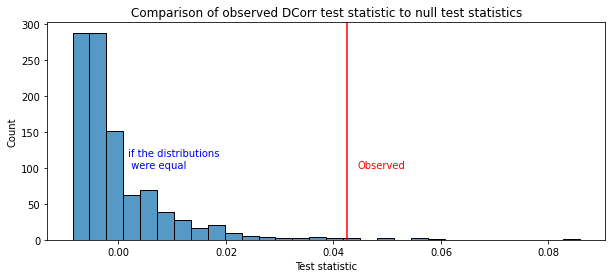 Comparison of observed DCorr test statistic to null test statistics
300
250
200
150
100
50
0
Count
if the distributions
were equal
Observed
0.00
0.02
0.04
0.06
0.08
Test statistic